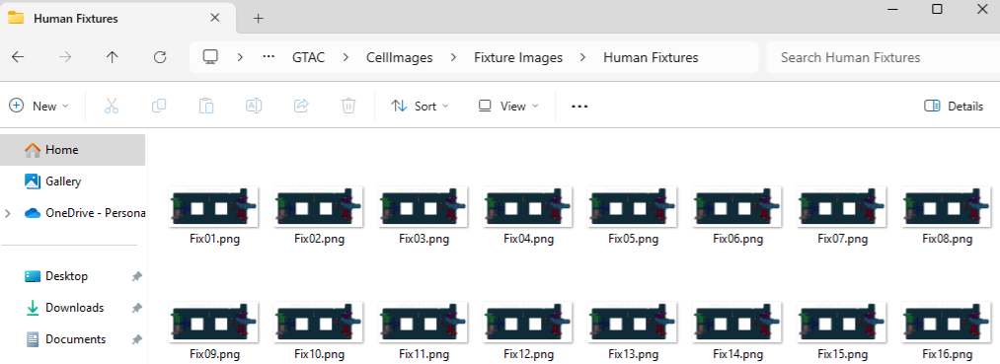 Human Fixtures
GTAC
CellImages
Fixture Images
Human Fixtures
Search Human Fixtures
New
Sort
View
Details
Home
Gallery
OneDrive - Persona
Desktop
Downloads
Documents
Fix01.png
Fix02.png
Fix03.png
Fix04.png
Fix05.png
Fix06.png
Fix07.png
Fix08.png
Fix09.png
Fix10.png
Fix11.png
Fix12.png
Fix13.png
Fix14.png
Fix15.png
Fix16.png